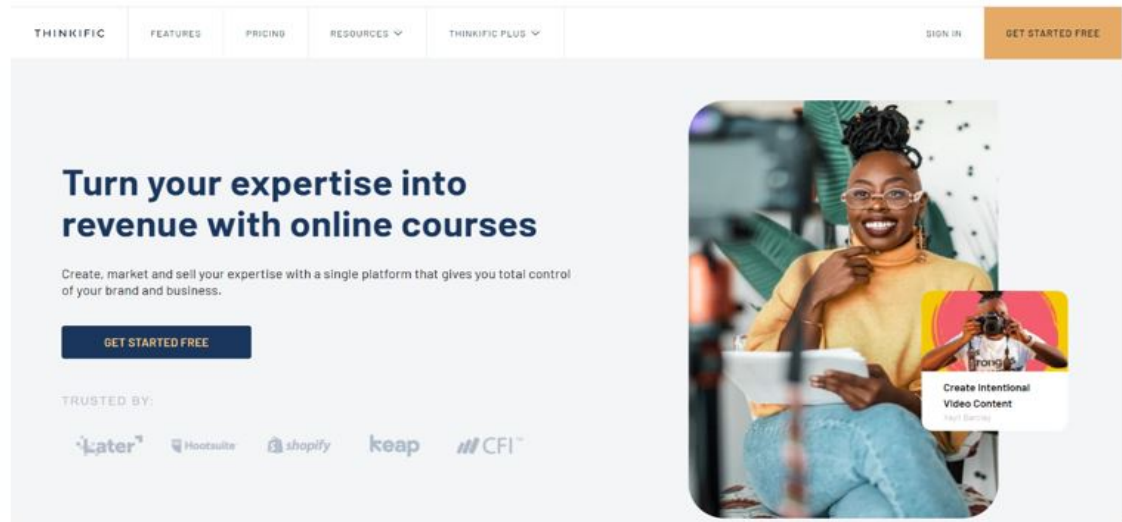 THINKIFIC
FEATURES
PRICING
RESOURCES
THINKIFIC PLUS
SIGN IN
GET STARTED FREE
Turn your expertise into
revenue with online courses
Create, market and sell your expertise with a single platform that gives you total control
of your brand and business.
GET STARTED FREE
TRUSTED BY:
Later
Hootsuite
shopify
keap
CFI™
Create Intentional
Video Content
Barclay